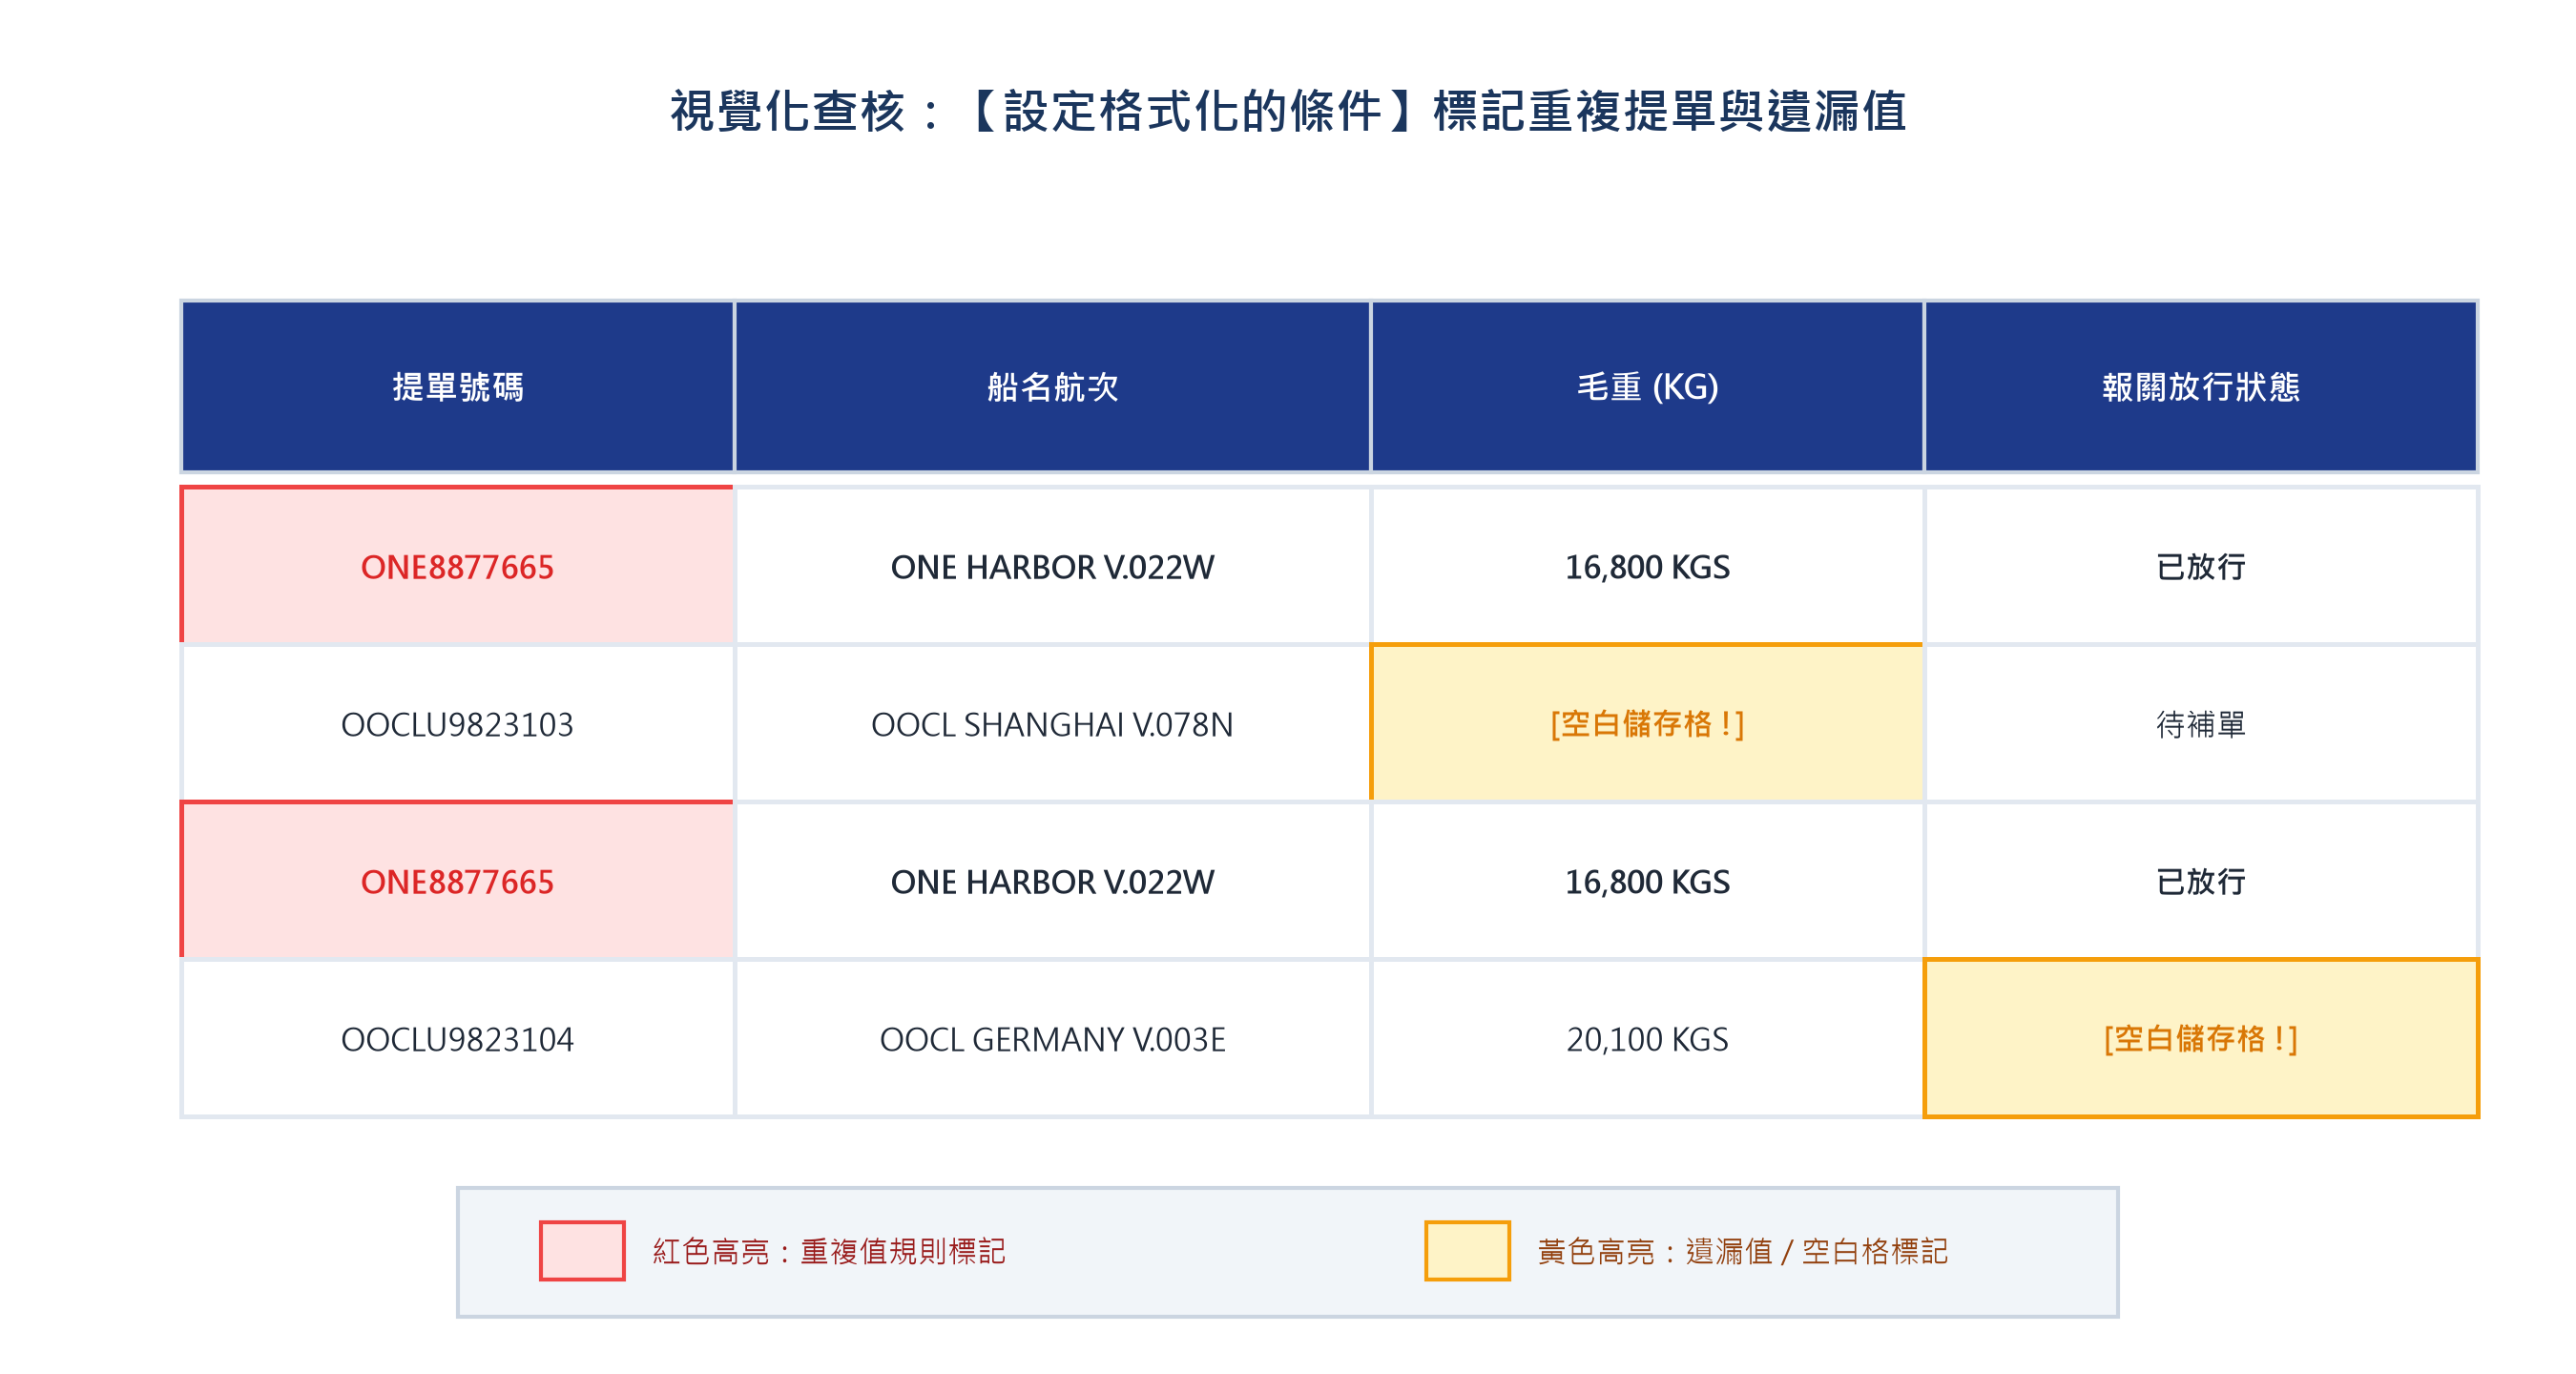 視覺化查核：【設定格式化的條件】標記重複提單與遺漏值
提單號碼 船名航次 毛重 (KG) 報關放行狀態
ONE8877665 ONE HARBOR V.022W 16,800 KGS 已放行
OOCLU9823103 OOCL SHANGHAI V.078N [空白儲存格！] 待補單
ONE8877665 ONE HARBOR V.022W 16,800 KGS 已放行
OOCLU9823104 OOCL GERMANY V.003E 20,100 KGS [空白儲存格！]
紅色高亮：重複值規則標記 黃色高亮：遺漏值 / 空白格標記